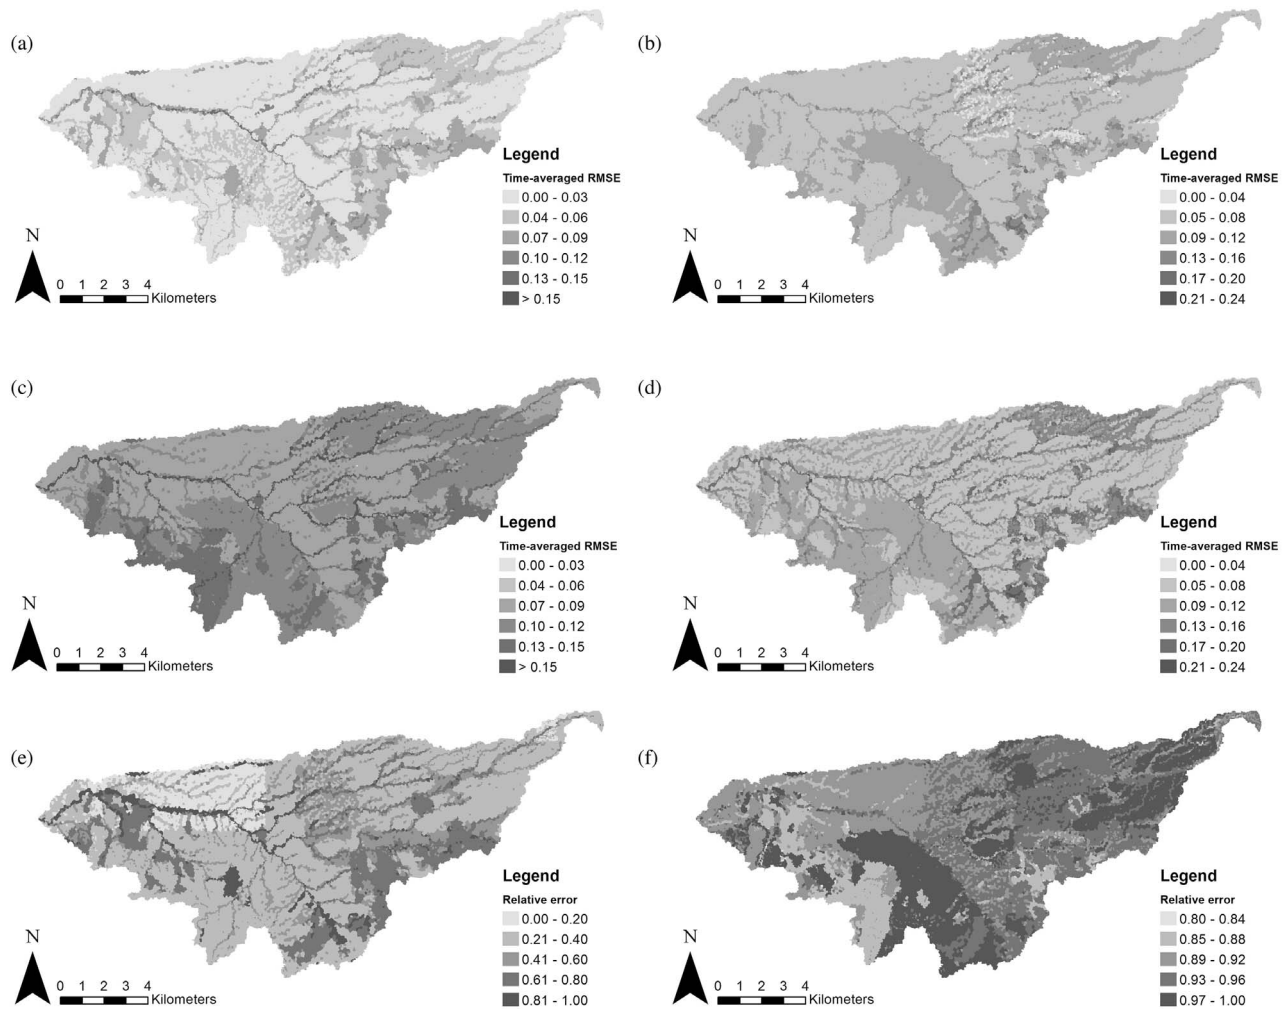 (a)
Legend
Time-averaged RMSE
0.00 - 0.03
0.04 - 0.06
0.07 - 0.09
0.10 - 0.12
0.13 - 0.15
> 0.15
N
0 1 2 3 4
Kilometers
(b)
Legend
Time-averaged RMSE
0.00 - 0.04
0.05 - 0.08
0.09 - 0.12
0.13 - 0.16
0.17 - 0.20
0.21 - 0.24
N
0 1 2 3 4
Kilometers
(c)
Legend
Time-averaged RMSE
0.00 - 0.03
0.04 - 0.06
0.07 - 0.09
0.10 - 0.12
0.13 - 0.15
> 0.15
N
0 1 2 3 4
Kilometers
(d)
Legend
Time-averaged RMSE
0.00 - 0.04
0.05 - 0.08
0.09 - 0.12
0.13 - 0.16
0.17 - 0.20
0.21 - 0.24
N
0 1 2 3 4
Kilometers
(e)
Legend
Relative error
0.00 - 0.20
0.21 - 0.40
0.41 - 0.60
0.61 - 0.80
0.81 - 1.00
N
0 1 2 3 4
Kilometers
(f)
Legend
Relative error
0.80 - 0.84
0.85 - 0.88
0.89 - 0.92
0.93 - 0.96
0.97 - 1.00
N
0 1 2 3 4
Kilometers